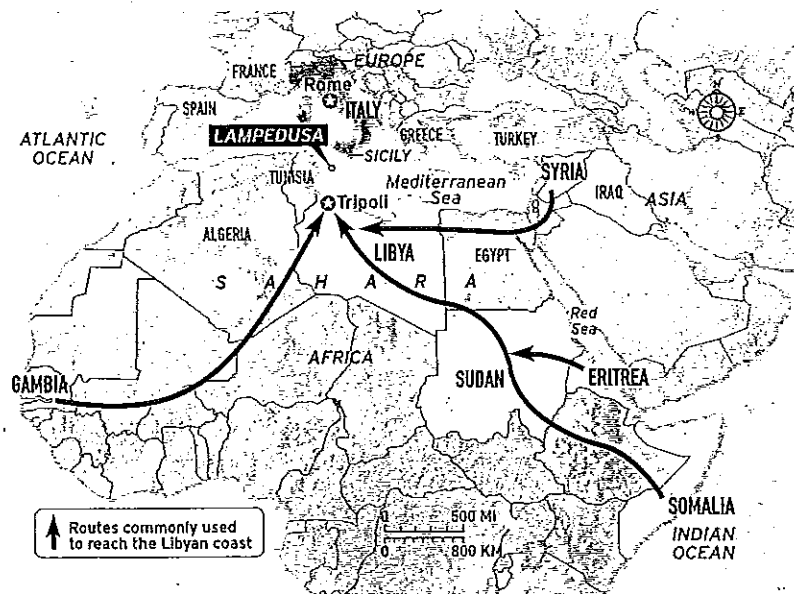 EUROPE
FRANCE
Rome
ITALY
SPAIN
N
E
S
ATLANTIC
OCEAN
LAMPEDUSA
GREECE
TURKEY
SICILY
TUNISIA
Mediterranean
Sea
SYRIA
IRAQ
ASIA
Tripoli
ALGERIA
LIBYA
EGYPT
S A H A R A
Red
Sea
AFRICA
GAMBIA
SUDAN
ERITREA
SOMALIA
INDIAN
OCEAN
Routes commonly used
to reach the Libyan coast
0 500 MI
0 800 KM